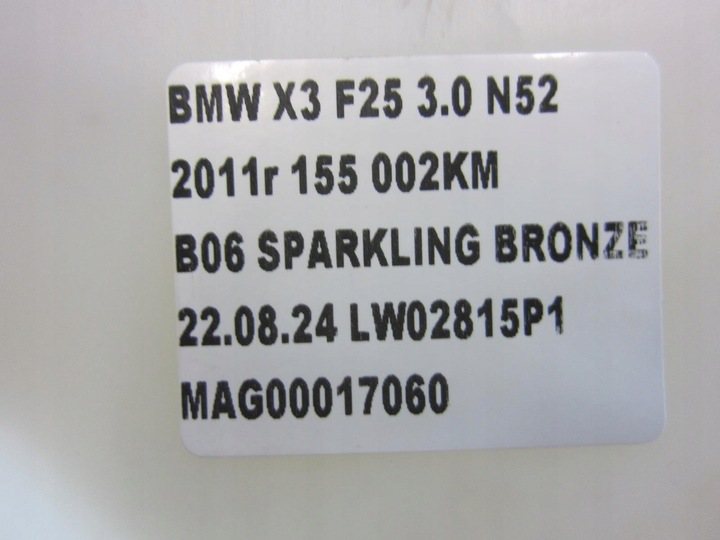 BMW X3 F25 3.0 N52
2011r 155 002KM
B06 SPARKLING BRONZE
22.08.24 LW02815P1
MAG00017060